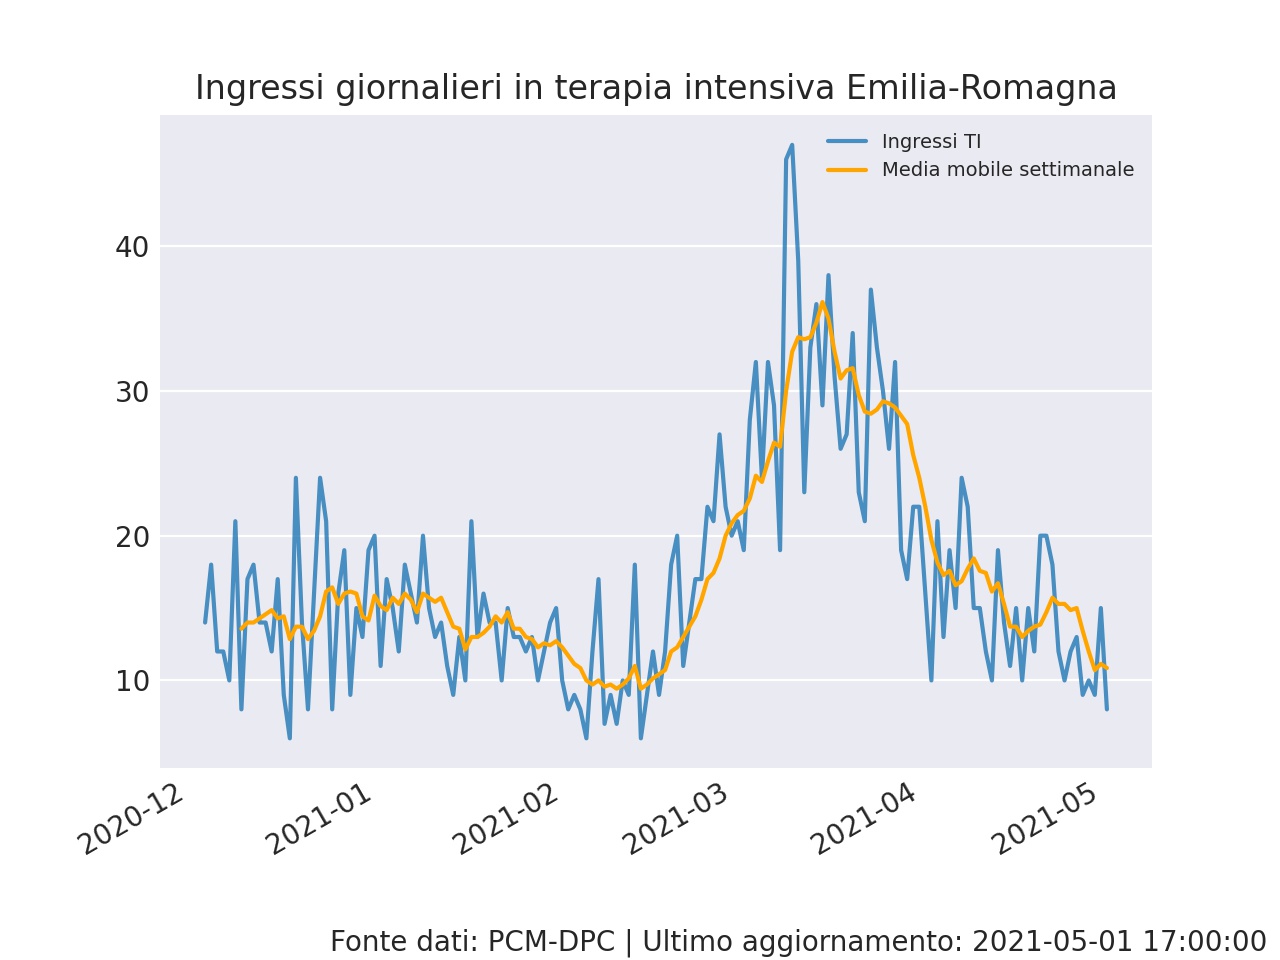 Ingressi giornalieri in terapia intensiva Emilia-Romagna
Ingressi TI
Media mobile settimanale
40
30
20
10
2020-12
2021-01
2021-02
2021-03
2021-04
2021-05
Fonte dati: PCM-DPC | Ultimo aggiornamento: 2021-05-01 17:00:00